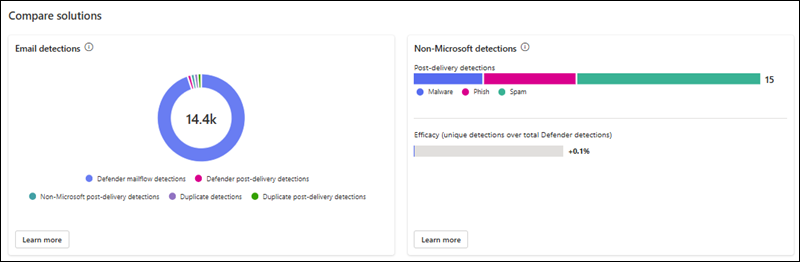 Compare solutions
Email detections
14.4k
Defender mailflow detections Defender post-delivery detections
Non-Microsoft post-delivery detections Duplicate detections Duplicate post-delivery detections
Learn more
Non-Microsoft detections
Post-delivery detections
15
Malware Phish Spam
Efficacy (unique detections over total Defender detections)
+0.1%
Learn more